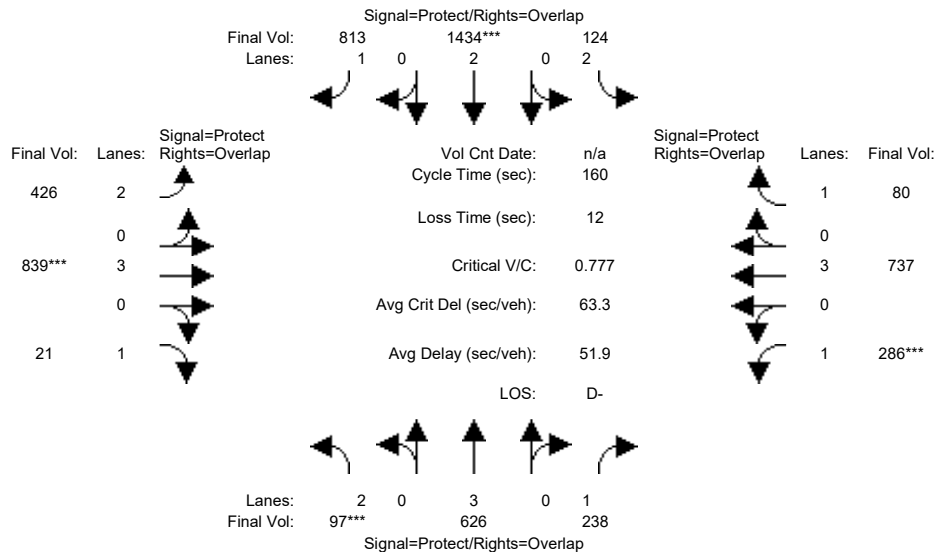 Signal=Protect/Rights=Overlap
Final Vol: 813 1434*** 124
Lanes: 1 0 2 0 2
Signal=Protect
Final Vol: Lanes: Rights=Overlap
Vol Cnt Date: n/a
Signal=Protect
Rights=Overlap Lanes: Final Vol:
Cycle Time (sec): 160
426 2
1 80
Loss Time (sec): 12
0
0
839*** 3
Critical V/C: 0.777
3 737
0
Avg Crit Del (sec/veh): 63.3
0
21 1
Avg Delay (sec/veh): 51.9
1 286***
LOS: D-
Lanes: 2 0 3 0 1
Final Vol: 97*** 626 238
Signal=Protect/Rights=Overlap